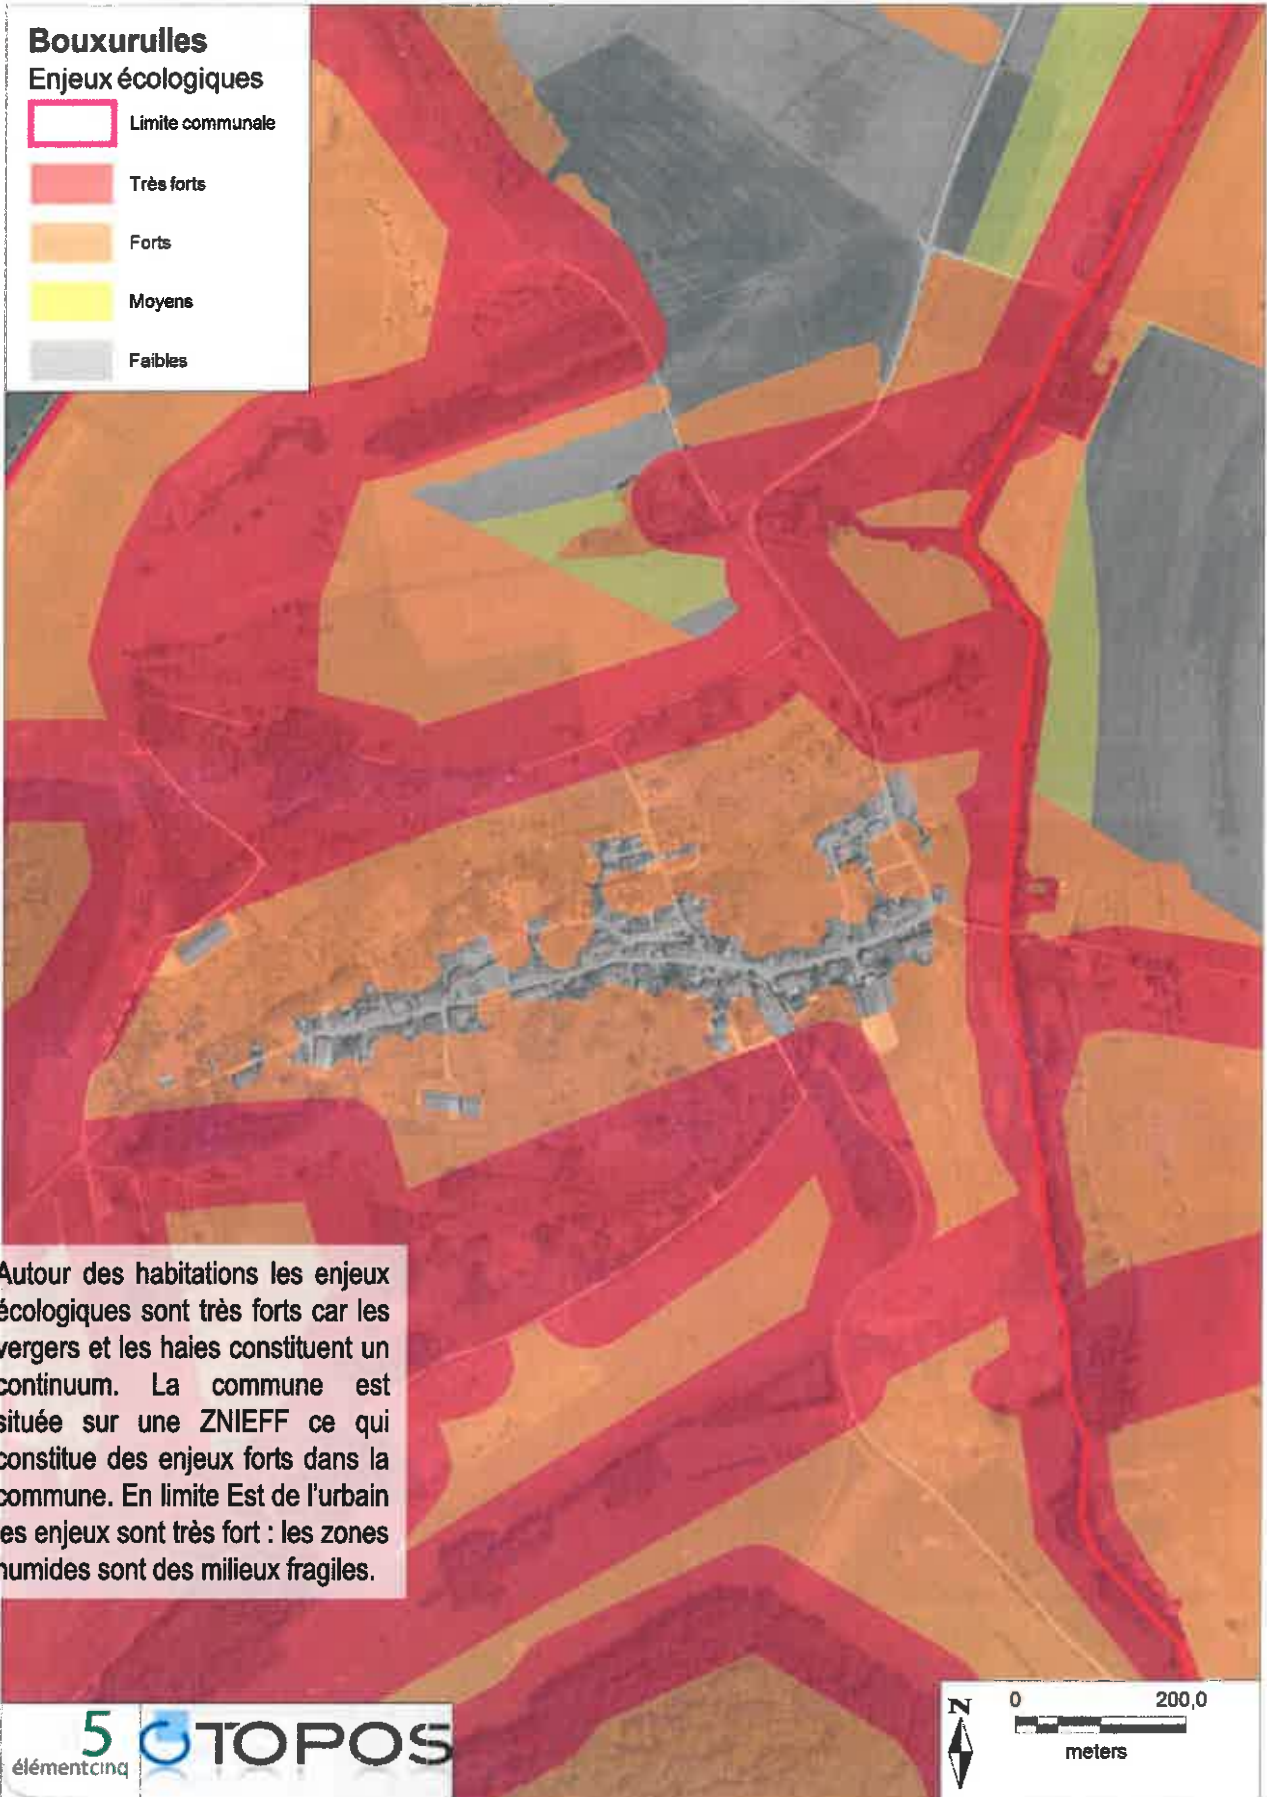 Bouxurulles
Enjeux écologiques
Limite communale
Très forts
Forts
Moyens
Faibles
Autour des habitations les enjeux
écologiques sont très forts car les
vergers et les haies constituent un
continuum. La commune est
située sur une ZNIEFF ce qui
constitue des enjeux forts dans la
commune. En limite Est de l'urbain
les enjeux sont très fort : les zones
humides sont des milieux fragiles.
5
élémentcinq
TOPOS
N
0 200,0
meters